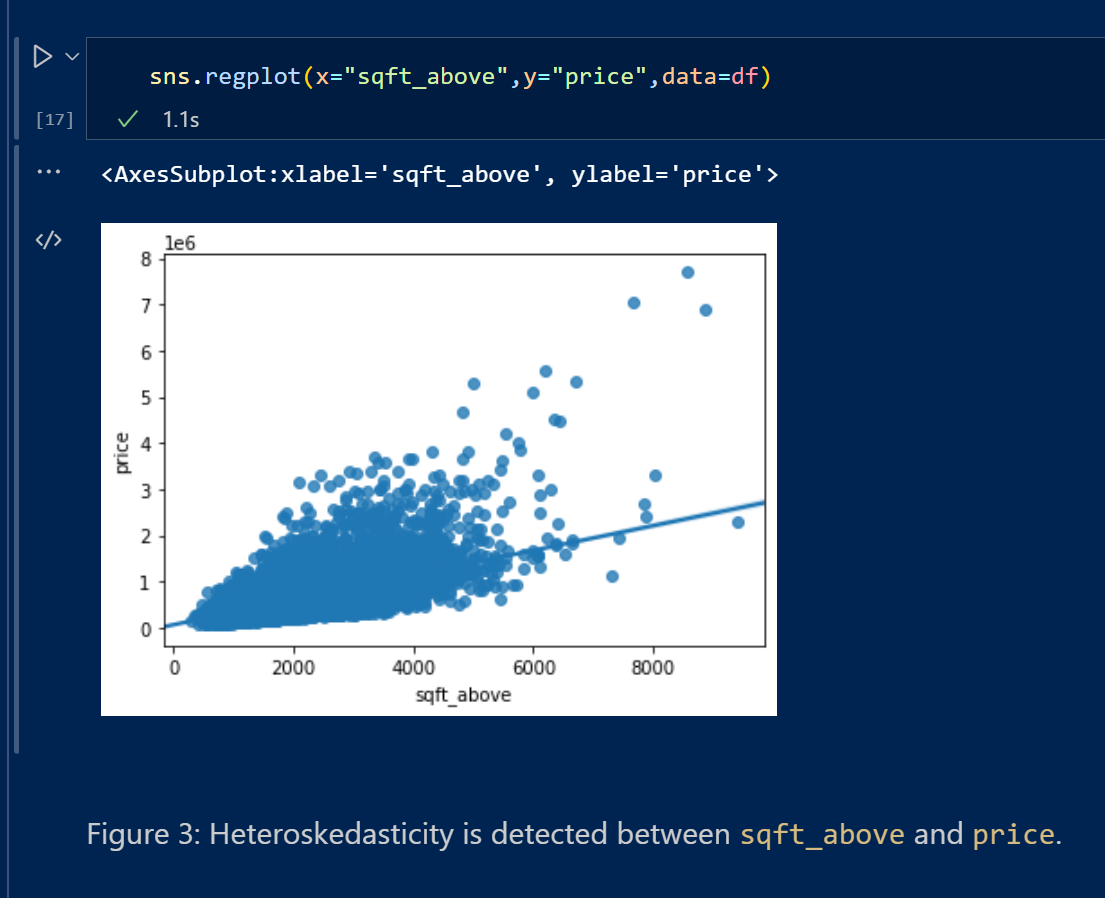 sns.regplot(x="sqft_above",y="price",data=df)
[17]
1.1s
<AxesSubplot:xlabel='sqft_above', ylabel='price'>
1e6
8
7
6
5
4
3
2
1
0
price
0 2000 4000 6000 8000
sqft_above
Figure 3: Heteroskedasticity is detected between sqft_above and price.